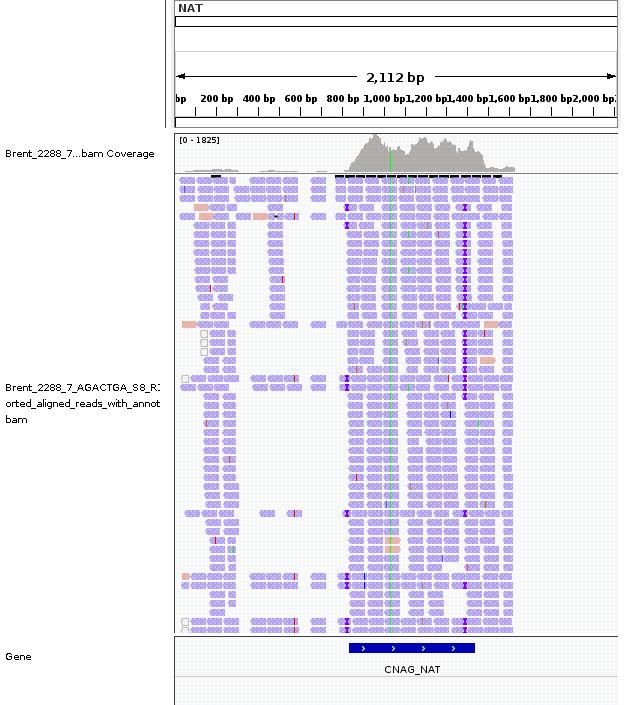 NAT
2,112 bp
bp 200 bp 400 bp 600 bp 800 bp 1,000 bp 1,200 bp 1,400 bp 1,600 bp 1,800 bp 2,000 bp
[0 - 1825]
Brent_2288_7...bam Coverage
Brent_2288_7_AGACTGA_S8_R1
orted_aligned_reads_with_annot
bam
Gene
CNAG_NAT